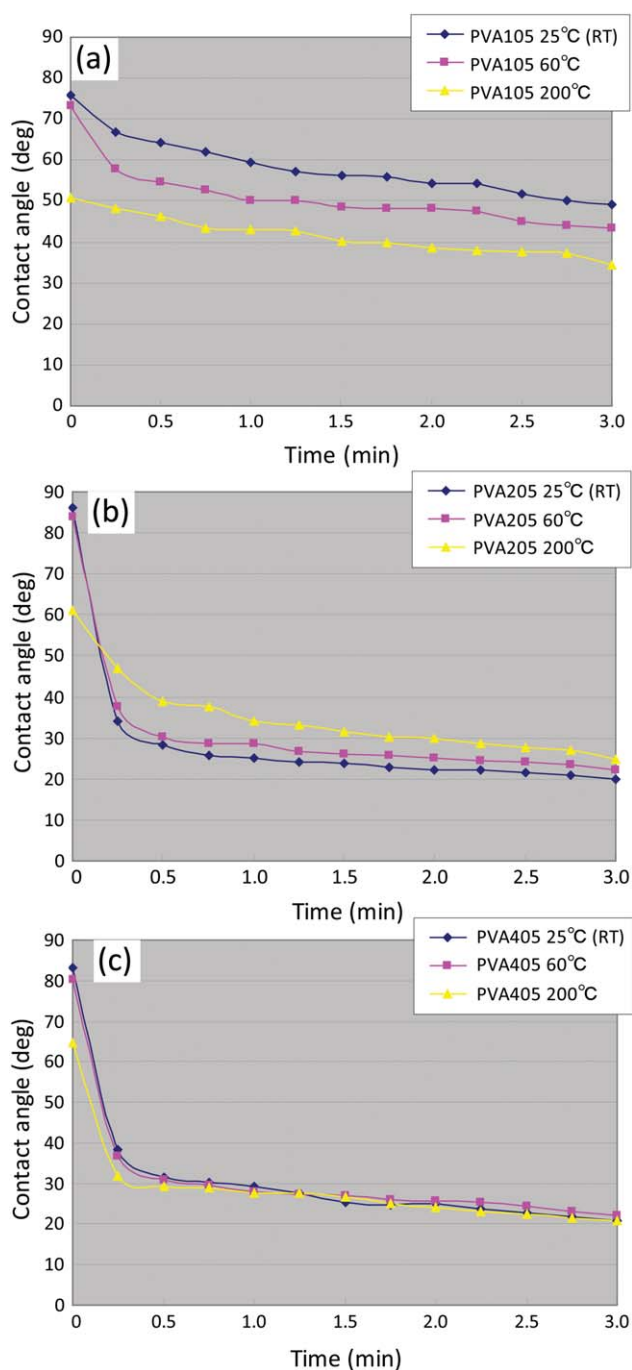 (a)
PVA105 25℃ (RT)
PVA105 60℃
PVA105 200℃
Contact angle (deg)
90
80
70
60
50
40
30
20
10
0
0 0.5 1.0 1.5 2.0 2.5 3.0
Time (min)
(b)
PVA205 25℃ (RT)
PVA205 60℃
PVA205 200℃
Contact angle (deg)
90
80
70
60
50
40
30
20
10
0
0 0.5 1.0 1.5 2.0 2.5 3.0
Time (min)
(c)
PVA405 25℃ (RT)
PVA405 60℃
PVA405 200℃
Contact angle (deg)
90
80
70
60
50
40
30
20
10
0
0 0.5 1.0 1.5 2.0 2.5 3.0
Time (min)